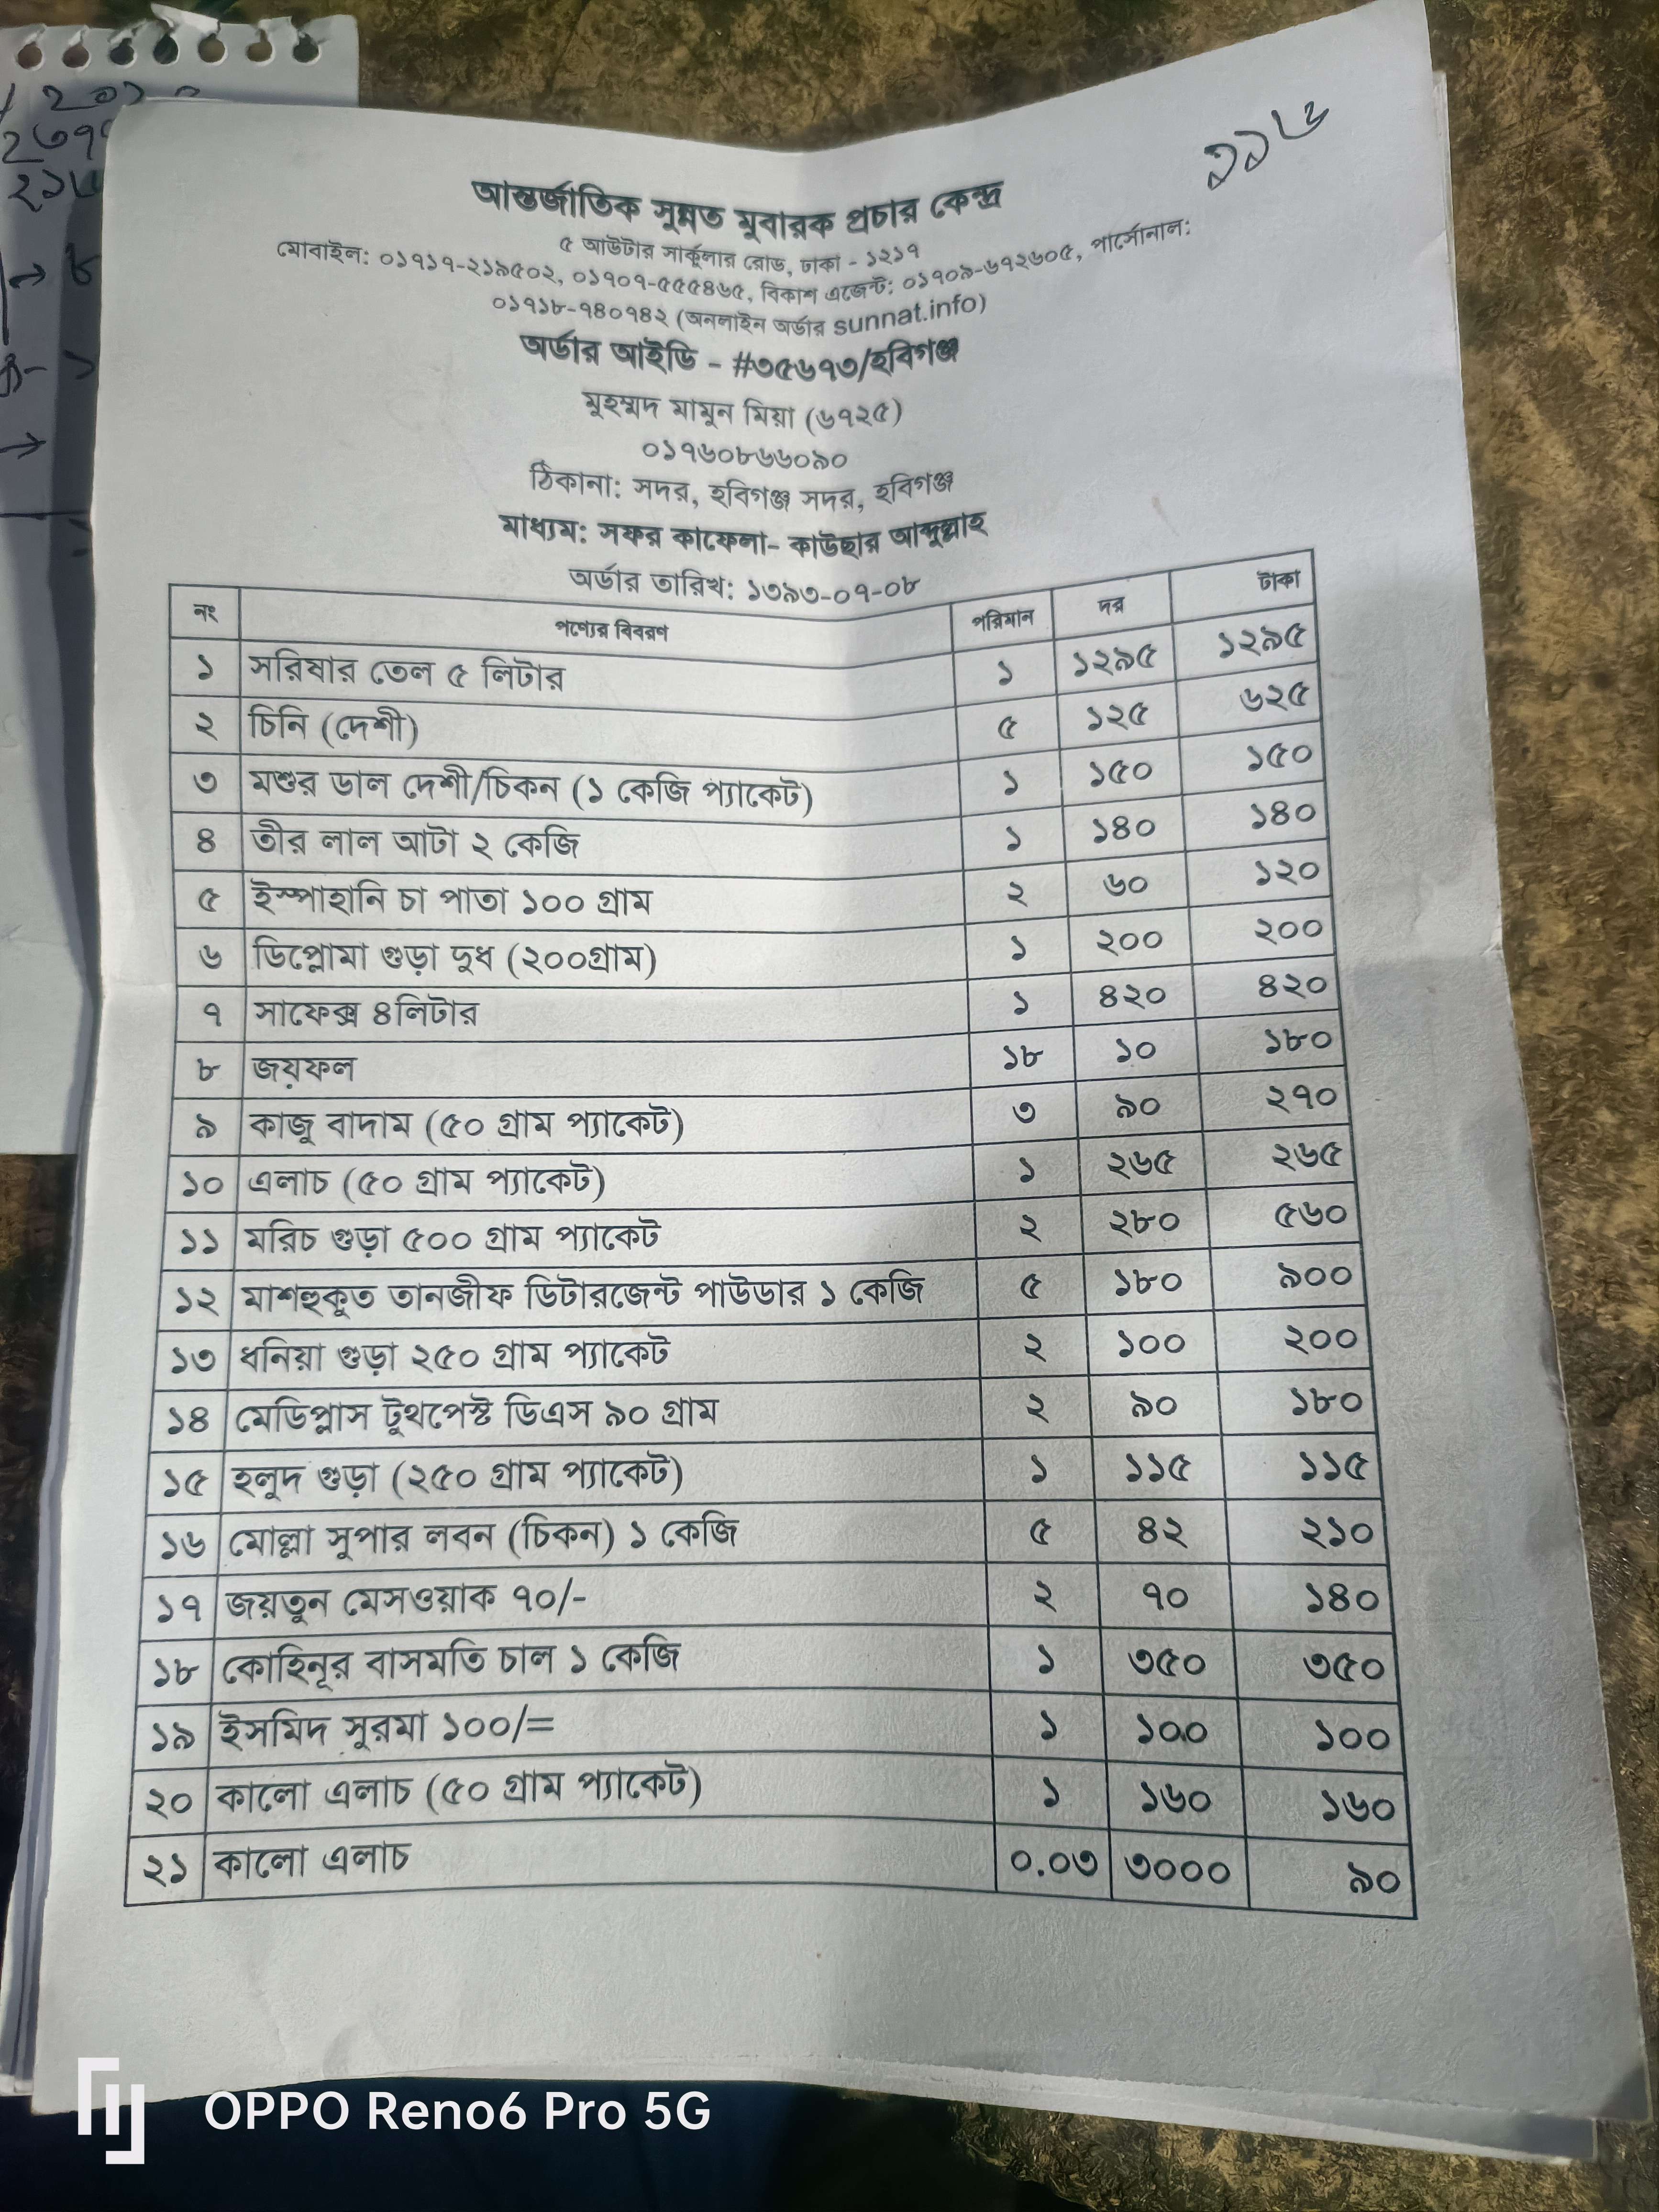 ২১৬
আন্তর্জাতিক সুন্নত মুবারক প্রচার কেন্দ্র
৫ আউটার সার্কুলার রোড, ঢাকা - ১২১৭
মোবাইল: ০১৭১৭-২১৯৫০২, ০১৭০৭-৫৫৫৪৬৫, বিকাশ এজেন্ট: ০১৭০৯-৬৭২৬০৫, পার্সোনাল:
০১৭১৮-৭৪০৭৪২ (অনলাইন অর্ডার sunnat.info)
অর্ডার আইডি - #৩৫৬৭৩/হবিগঞ্জ
মুহম্মদ মামুন মিয়া (৬৭২৫)
০১৭৬০৮৬৬০৯০
ঠিকানা: সদর, হবিগঞ্জ সদর, হবিগঞ্জ
মাধ্যম: সফর কাফেলা- কাউছার আব্দুল্লাহ
অর্ডার তারিখ: ১৩৯৩-০৭-০৮
নং পণ্যের বিবরণ পরিমান দর টাকা
১ সরিষার তেল ৫ লিটার ১ ১২৯৫ ১২৯৫
২ চিনি (দেশী) ৫ ১২৫ ৬২৫
৩ মশুর ডাল দেশী/চিকন (১ কেজি প্যাকেট) ১ ১৫০ ১৫০
৪ তীর লাল আটা ২ কেজি ১ ১৪০ ১৪০
৫ ইস্পাহানি চা পাতা ১০০ গ্রাম ২ ৬০ ১২০
৬ ডিপ্লোমা গুড়া দুধ (২০০গ্রাম) ১ ২০০ ২০০
৭ সাফেক্স ৪লিটার ১ ৪২০ ৪২০
৮ জয়ফল ১৮ ১০ ১৮০
৯ কাজু বাদাম (৫০ গ্রাম প্যাকেট) ৩ ৯০ ২৭০
১০ এলাচ (৫০ গ্রাম প্যাকেট) ১ ২৬৫ ২৬৫
১১ মরিচ গুড়া ৫০০ গ্রাম প্যাকেট ২ ২৮০ ৫৬০
১২ মাশহুকুত তানজীফ ডিটারজেন্ট পাউডার ১ কেজি ৫ ১৮০ ৯০০
১৩ ধনিয়া গুড়া ২৫০ গ্রাম প্যাকেট ২ ১০০ ২০০
১৪ মেডিপ্লাস টুথপেস্ট ডিএস ৯০ গ্রাম ২ ৯০ ১৮০
১৫ হলুদ গুড়া (২৫০ গ্রাম প্যাকেট) ১ ১১৫ ১১৫
১৬ মোল্লা সুপার লবন (চিকন) ১ কেজি ৫ ৪২ ২১০
১৭ জয়তুন মেসওয়াক ৭০/- ২ ৭০ ১৪০
১৮ কোহিনূর বাসমতি চাল ১ কেজি ১ ৩৫০ ৩৫০
১৯ ইসমিদ সুরমা ১০০/= ১ ১০০ ১০০
২০ কালো এলাচ (৫০ গ্রাম প্যাকেট) ১ ১৬০ ১৬০
২১ কালো এলাচ ০.০৩ ৩০০০ ৯০
OPPO Reno6 Pro 5G